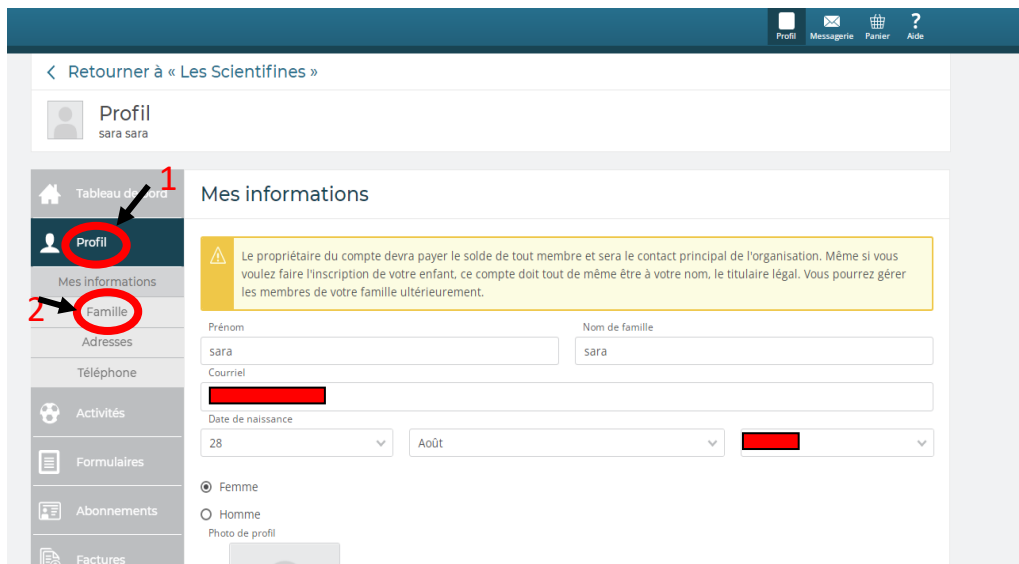 Profil
Messagerie
Panier
?
Aide
Retourner à « Les Scientifines »
Profil
sara sara
1
Tableau de bord
Profil
Mes informations
2
Famille
Adresses
Téléphone
Activités
Formulaires
Abonnements
Factures
Mes informations
Le propriétaire du compte devra payer le solde de tout membre et sera le contact principal de l'organisation. Même si vous
voulez faire l'inscription de votre enfant, ce compte doit tout de même être à votre nom, le titulaire légal. Vous pourrez gérer
les membres de votre famille ultérieurement.
Prénom
Nom de famille
sara
sara
Courriel
Date de naissance
28
Août
Femme
Homme
Photo de profil